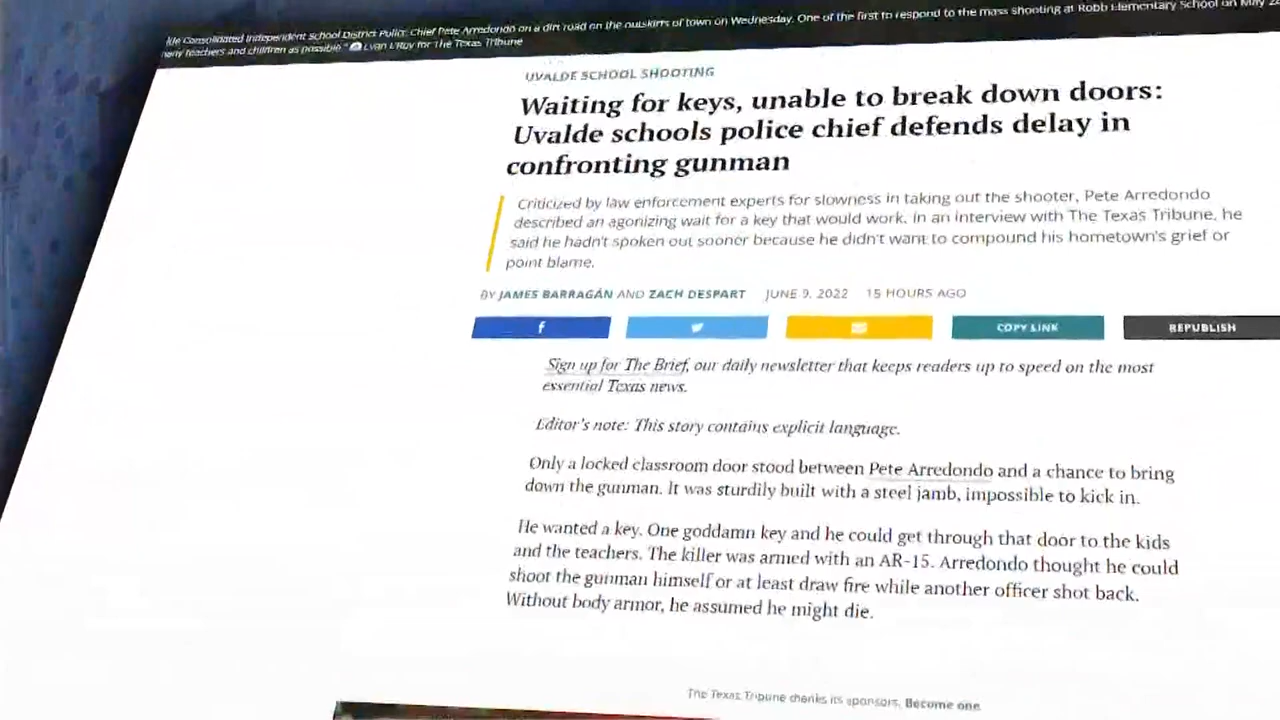 Consolidated Independent School District Police Chief Pete Arredondo on a dirt road on the outskirts of town on Wednesday. One of the first to respond to the mass shooting at Robb Elementary School on May
teachers and children as possible." Evan L'Roy for The Texas Tribune
UVALDE SCHOOL SHOOTING
Waiting for keys, unable to break down doors:
Uvalde schools police chief defends delay in
confronting gunman
Criticized by law enforcement experts for slowness in taking out the shooter, Pete Arredondo
described an agonizing wait for a key that would work. In an interview with The Texas Tribune, he
said he hadn't spoken out sooner because he didn't want to compound his hometown's grief or
point blame.
BY JAMES BARRAGÁN AND ZACH DESPART JUNE 9, 2022 15 HOURS AGO
f COPY LINK REPUBLISH
Sign up for The Brief, our daily newsletter that keeps readers up to speed on the most
essential Texas news.
Editor's note: This story contains explicit language.
Only a locked classroom door stood between Pete Arredondo and a chance to bring
down the gunman. It was sturdily built with a steel jamb, impossible to kick in.
He wanted a key. One goddamn key and he could get through that door to the kids
and the teachers. The killer was armed with an AR-15. Arredondo thought he could
shoot the gunman himself or at least draw fire while another officer shot back.
Without body armor, he assumed he might die.
The Texas Tribune thanks its sponsors. Become one.